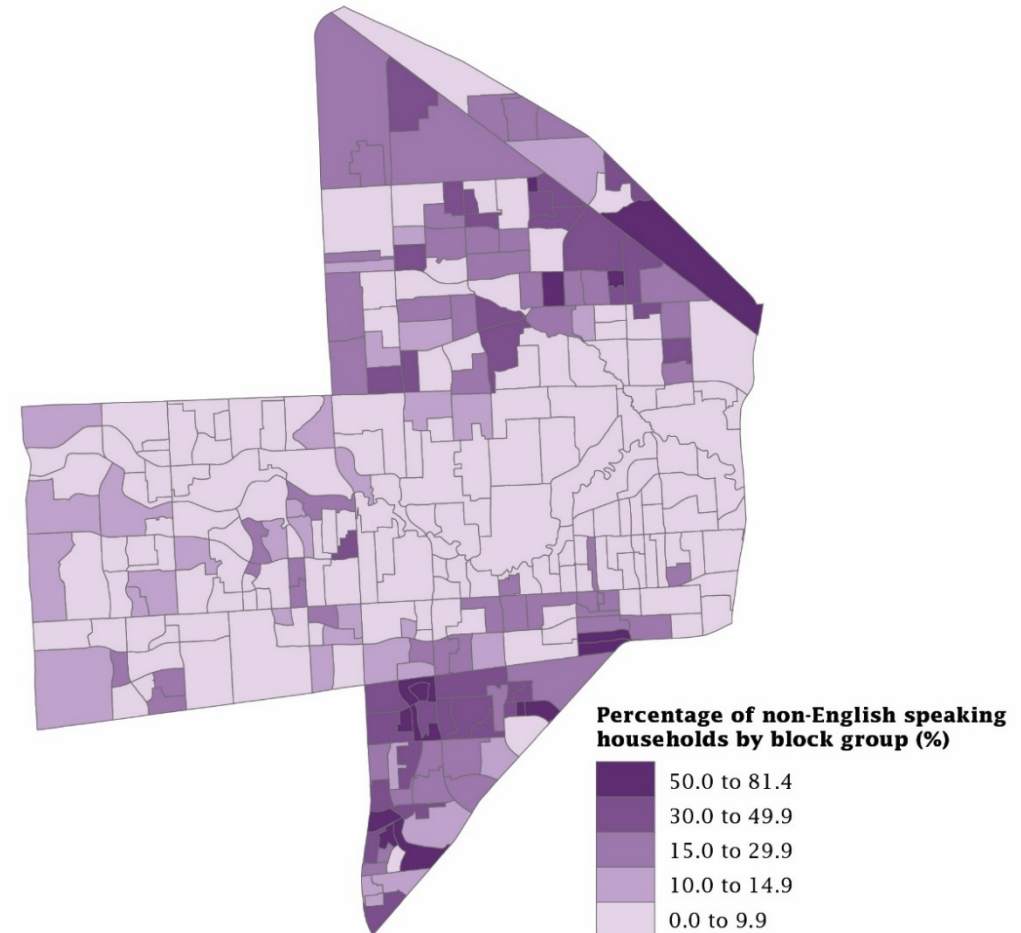 Percentage of non-English speaking
households by block group (%)
50.0 to 81.4
30.0 to 49.9
15.0 to 29.9
10.0 to 14.9
0.0 to 9.9